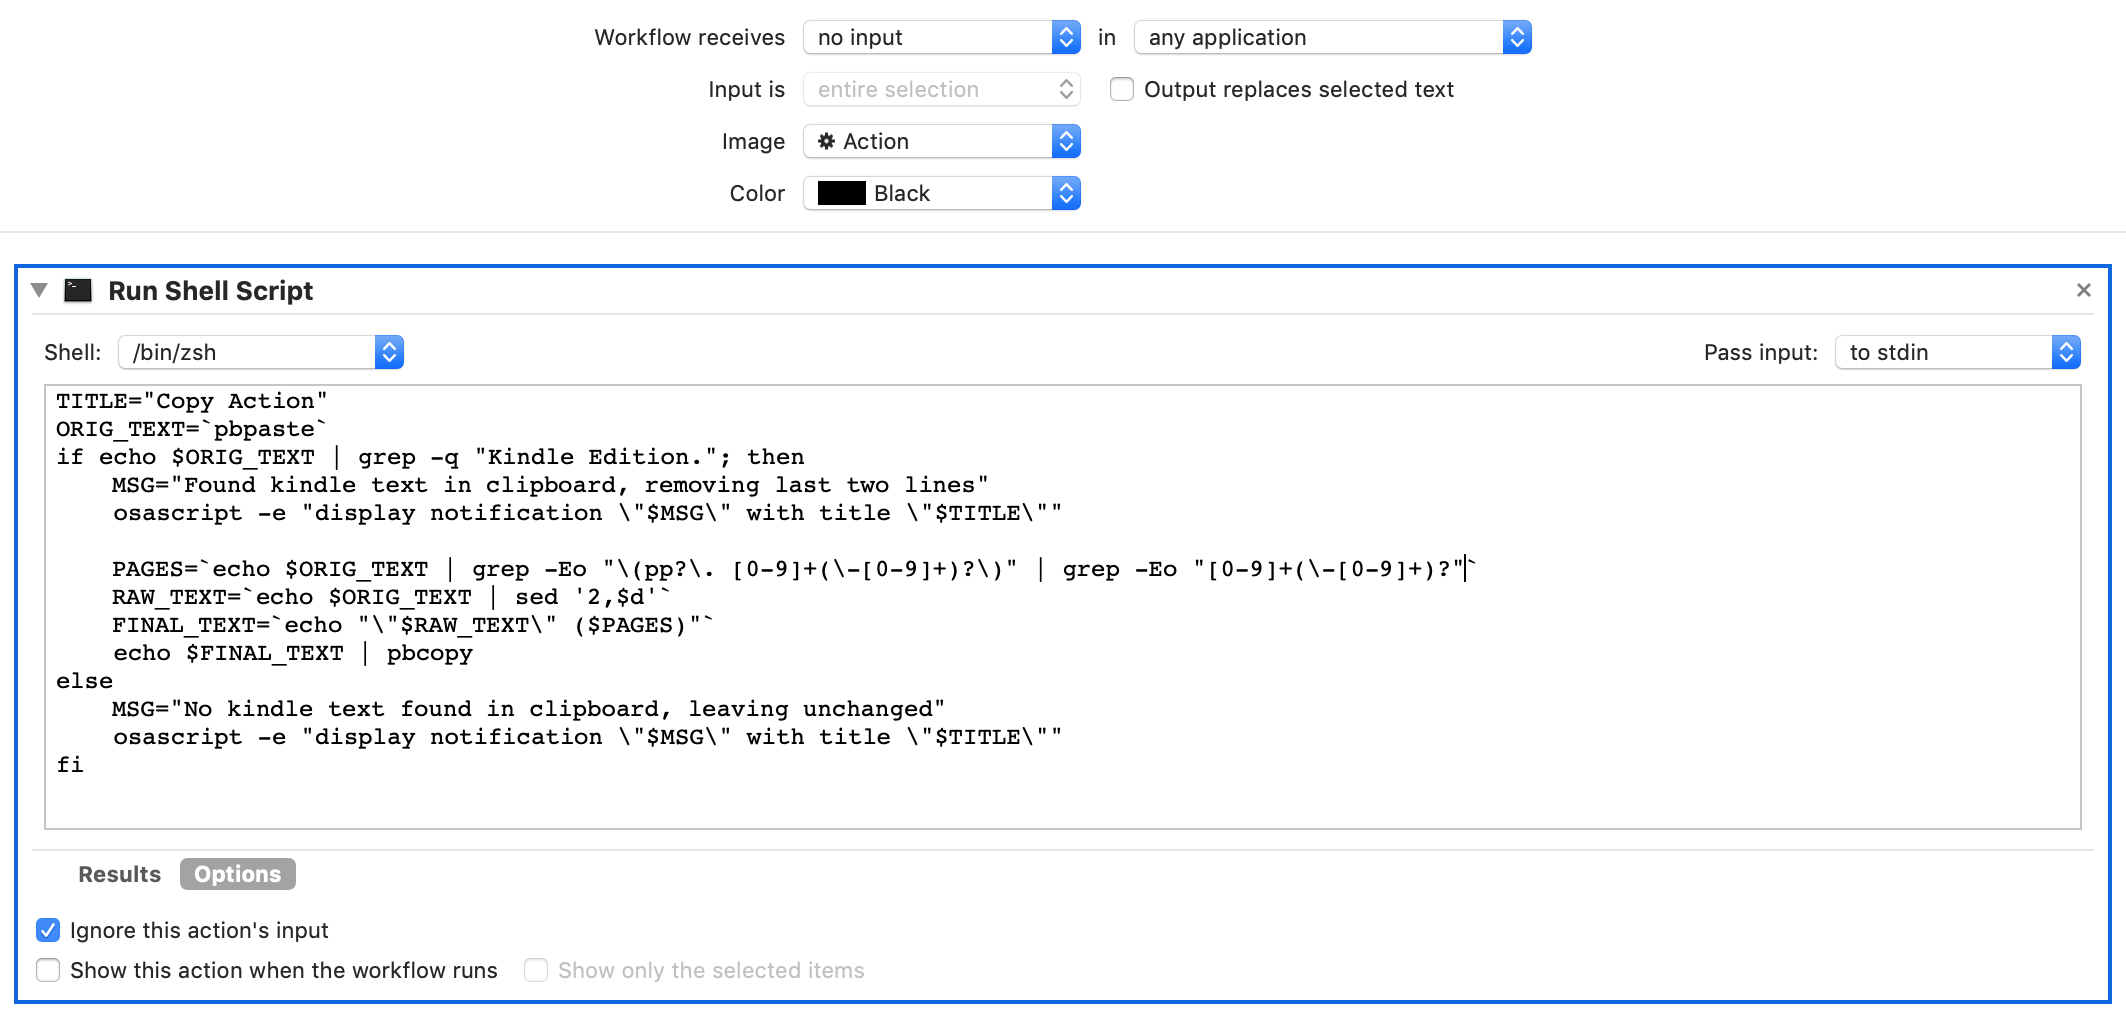 Workflow receives no input in any application
Input is entire selection Output replaces selected text
Image Action
Color Black
Run Shell Script
Shell: /bin/zsh Pass input: to stdin
TITLE="Copy Action"
ORIG_TEXT=`pbpaste`
if echo $ORIG_TEXT | grep -q "Kindle Edition."; then
    MSG="Found kindle text in clipboard, removing last two lines"
    osascript -e "display notification \"$MSG\" with title \"$TITLE\""
    PAGES=`echo $ORIG_TEXT | grep -Eo "\(pp?\. [0-9]+(\-[0-9]+)?\)" | grep -Eo "[0-9]+(\-[0-9]+)?"`
    RAW_TEXT=`echo $ORIG_TEXT | sed '2,$d'`
    FINAL_TEXT=`echo "\"$RAW_TEXT\" ($PAGES)"`
    echo $FINAL_TEXT | pbcopy
else
    MSG="No kindle text found in clipboard, leaving unchanged"
    osascript -e "display notification \"$MSG\" with title \"$TITLE\""
fi
Results Options
Ignore this action's input
Show this action when the workflow runs Show only the selected items